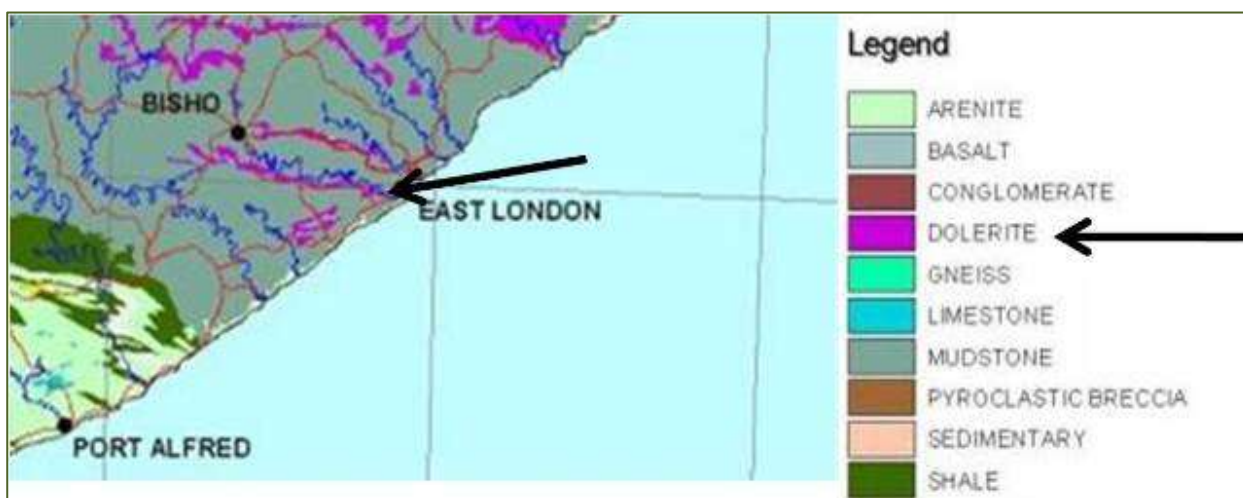 BISHO
EAST LONDON
PORT ALFRED
Legend
ARENITE
BASALT
CONGLOMERATE
DOLERITE
GNEISS
LIMESTONE
MUDSTONE
PYROCLASTIC BRECCIA
SEDIMENTARY
SHALE